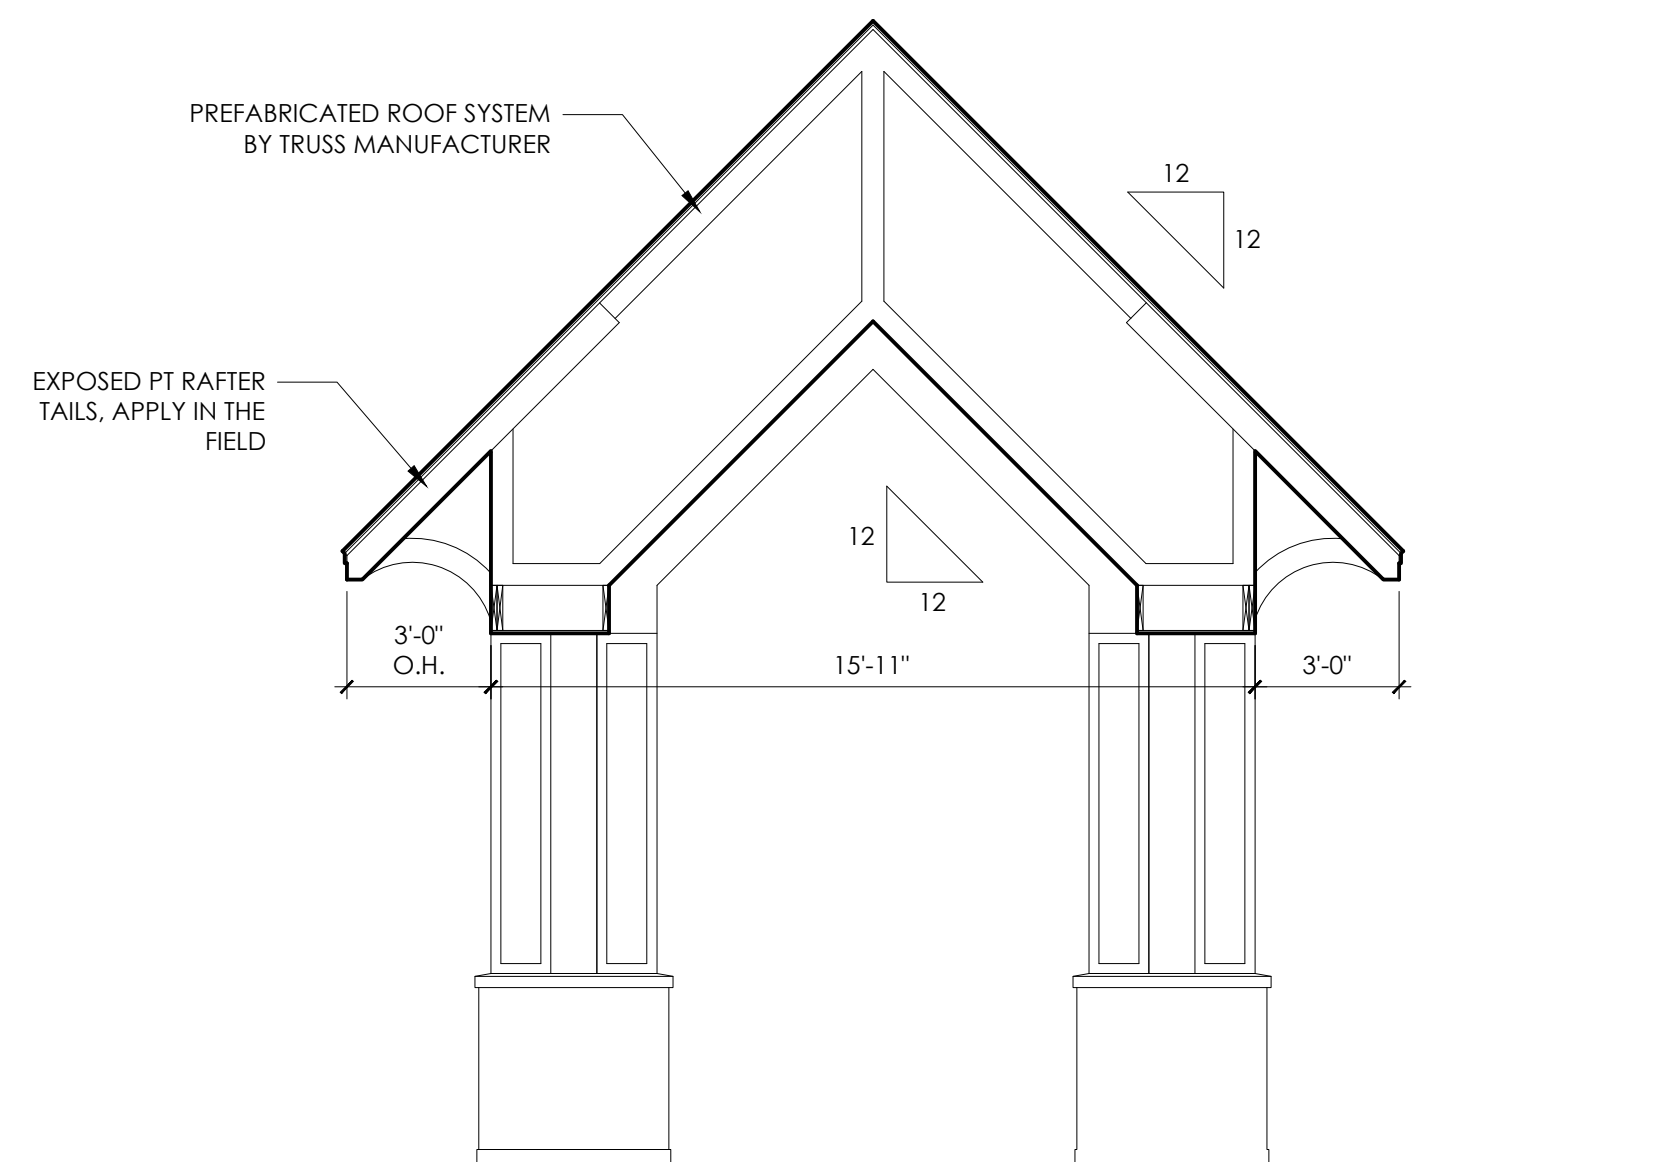 PREFABRICATED ROOF SYSTEM
BY TRUSS MANUFACTURER
12
12
EXPOSED PT RAFTER
TAILS, APPLY IN THE
FIELD
12
12
3'-0"
O.H.
15'-11"
3'-0"